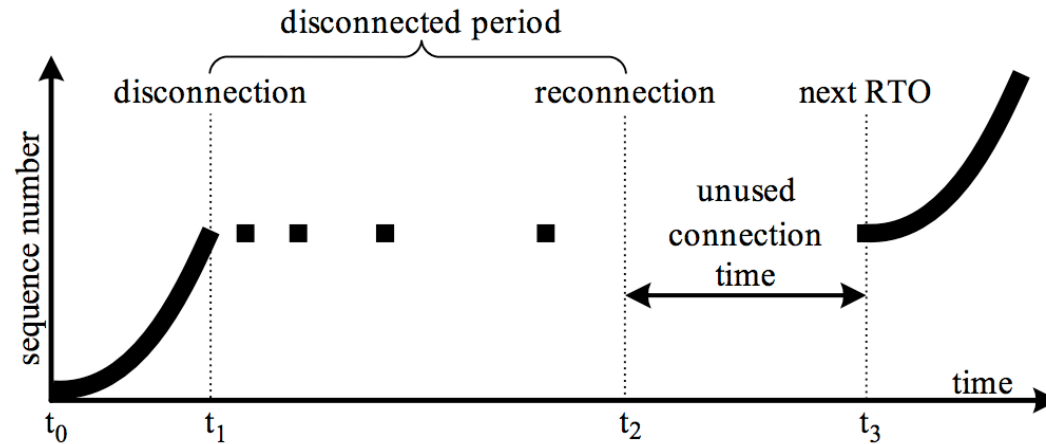 disconnected period
disconnection
reconnection
next RTO
sequence number
unused
connection
time
time
t₀
t₁
t₂
t₃